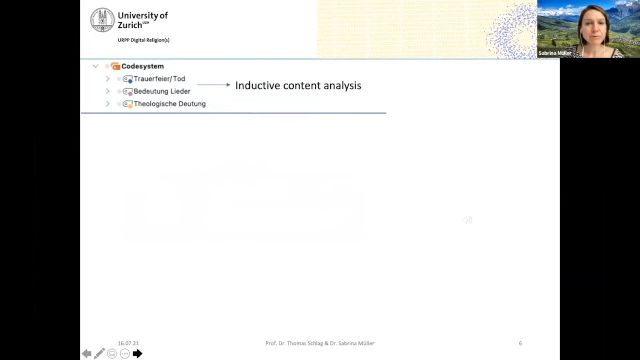 University of
Zurich UZH
URPP Digital Religion(s)
Sabrina Müller
Codesystem
Trauerfeier/Tod
Bedeutung Lieder
Theologische Deutung
Inductive content analysis
16.07.21
Prof. Dr. Thomas Schlag & Dr. Sabrina Müller
6